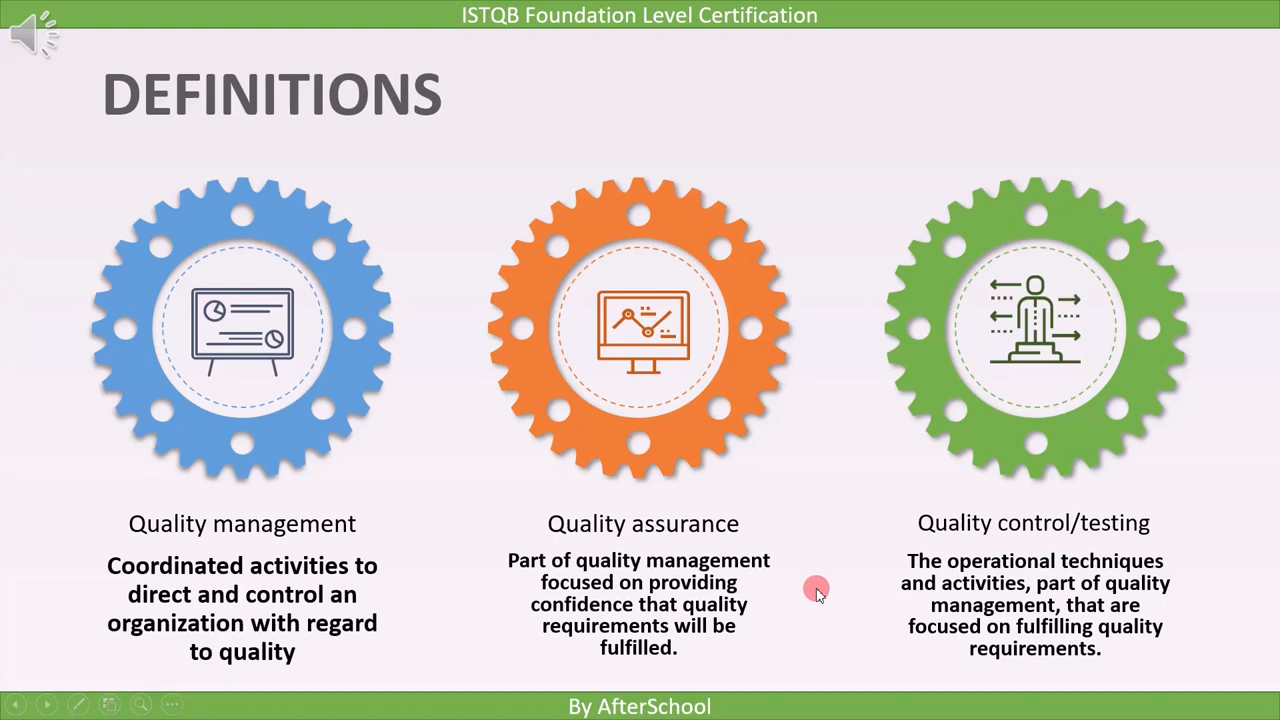 ISTQB Foundation Level Certification
DEFINITIONS
Quality management
Coordinated activities to
direct and control an
organization with regard
to quality
Quality assurance
Part of quality management
focused on providing
confidence that quality
requirements will be
fulfilled.
Quality control/testing
The operational techniques
and activities, part of quality
management, that are
focused on fulfilling quality
requirements.
By AfterSchool